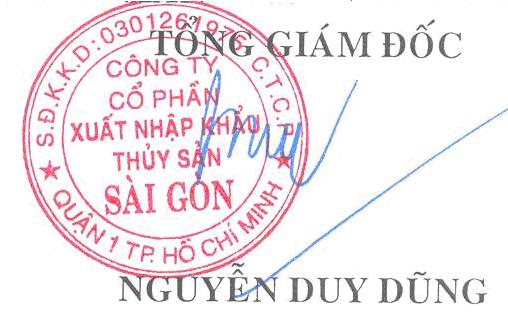 TỔNG GIÁM ĐỐC
S.Đ.K.K.D: 0301261976 C.T.C.P
CÔNG TY
CỔ PHẦN
XUẤT NHẬP KHẨU
THỦY SẢN
SÀI GÒN
QUẬN 1 TP. HỒ CHÍ MINH
NGUYỄN DUY DŨNG